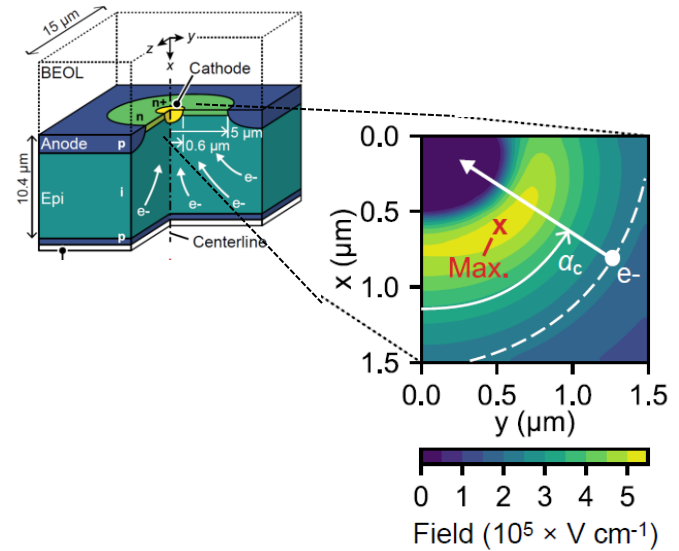 15 μm
z
y
x
BEOL
Cathode
n+
n
Anode
p
5 μm
0.6 μm
10.4 μm
Epi
i
e-
e-
e-
e-
p
Centerline
0.0
0.5
1.0
1.5
x (μm)
x
Max.
αc
e-
0.0
0.5
1.0
1.5
y (μm)
0
1
2
3
4
5
Field (10⁵ × V cm⁻¹)